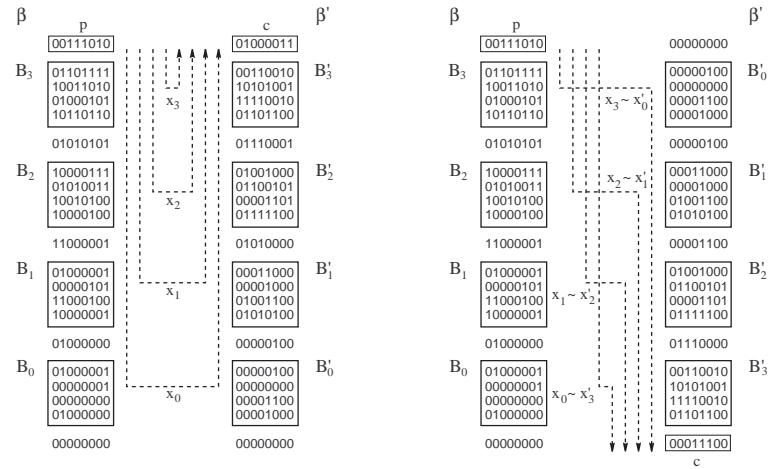 β β'
p c
00111010 01000011
B₃ 01101111 00110010 B'₃
10011010 10101001
01000101 11110010
10110110 01101100
x₃
01010101 01110001
B₂ 10000111 01001000 B'₂
01010011 01100101
10010100 00001101
10000100 01111100
x₂
11000001 01010000
B₁ 01000001 00011000 B'₁
00000101 00001000
11000100 01001100
10000001 01010100
x₁
01000000 00000100
B₀ 01000001 00000100 B'₀
00000001 00000000
00000000 00001100
01000000 00001000
x₀
00000000 00000000
β β'
p
00111010 00000000
B₃ 01101111 00000100 B'₀
10011010 00000000
01000101 00001100
10110110 00001000
x₃ ~ x'₀
01010101 00000100
B₂ 10000111 00011000 B'₁
01010011 00001000
10010100 01001100
10000100 01010100
x₂ ~ x'₁
11000001 00001100
B₁ 01000001 01001000 B'₂
00000101 01100101
11000100 00001101
10000001 01111100
x₁ ~ x'₂
01000000 01110000
B₀ 01000001 00110010 B'₃
00000001 10101001
00000000 11110010
01000000 01101100
x₀ ~ x'₃
00000000 00011100
c